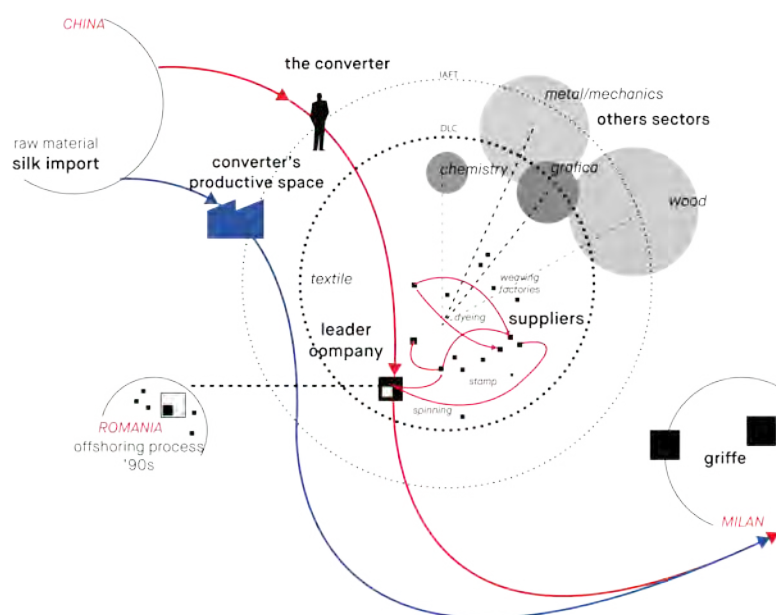 CHINA
the converter
IAFT
metal/mechanics
others sectors
DLC
raw material
silk import
converter's
productive space
chemistry
grafica
wood
textile
weawing
factories
dyeing
suppliers
leader
company
stamp
spinning
ROMANIA
offshoring process
'90s
griffe
MILAN